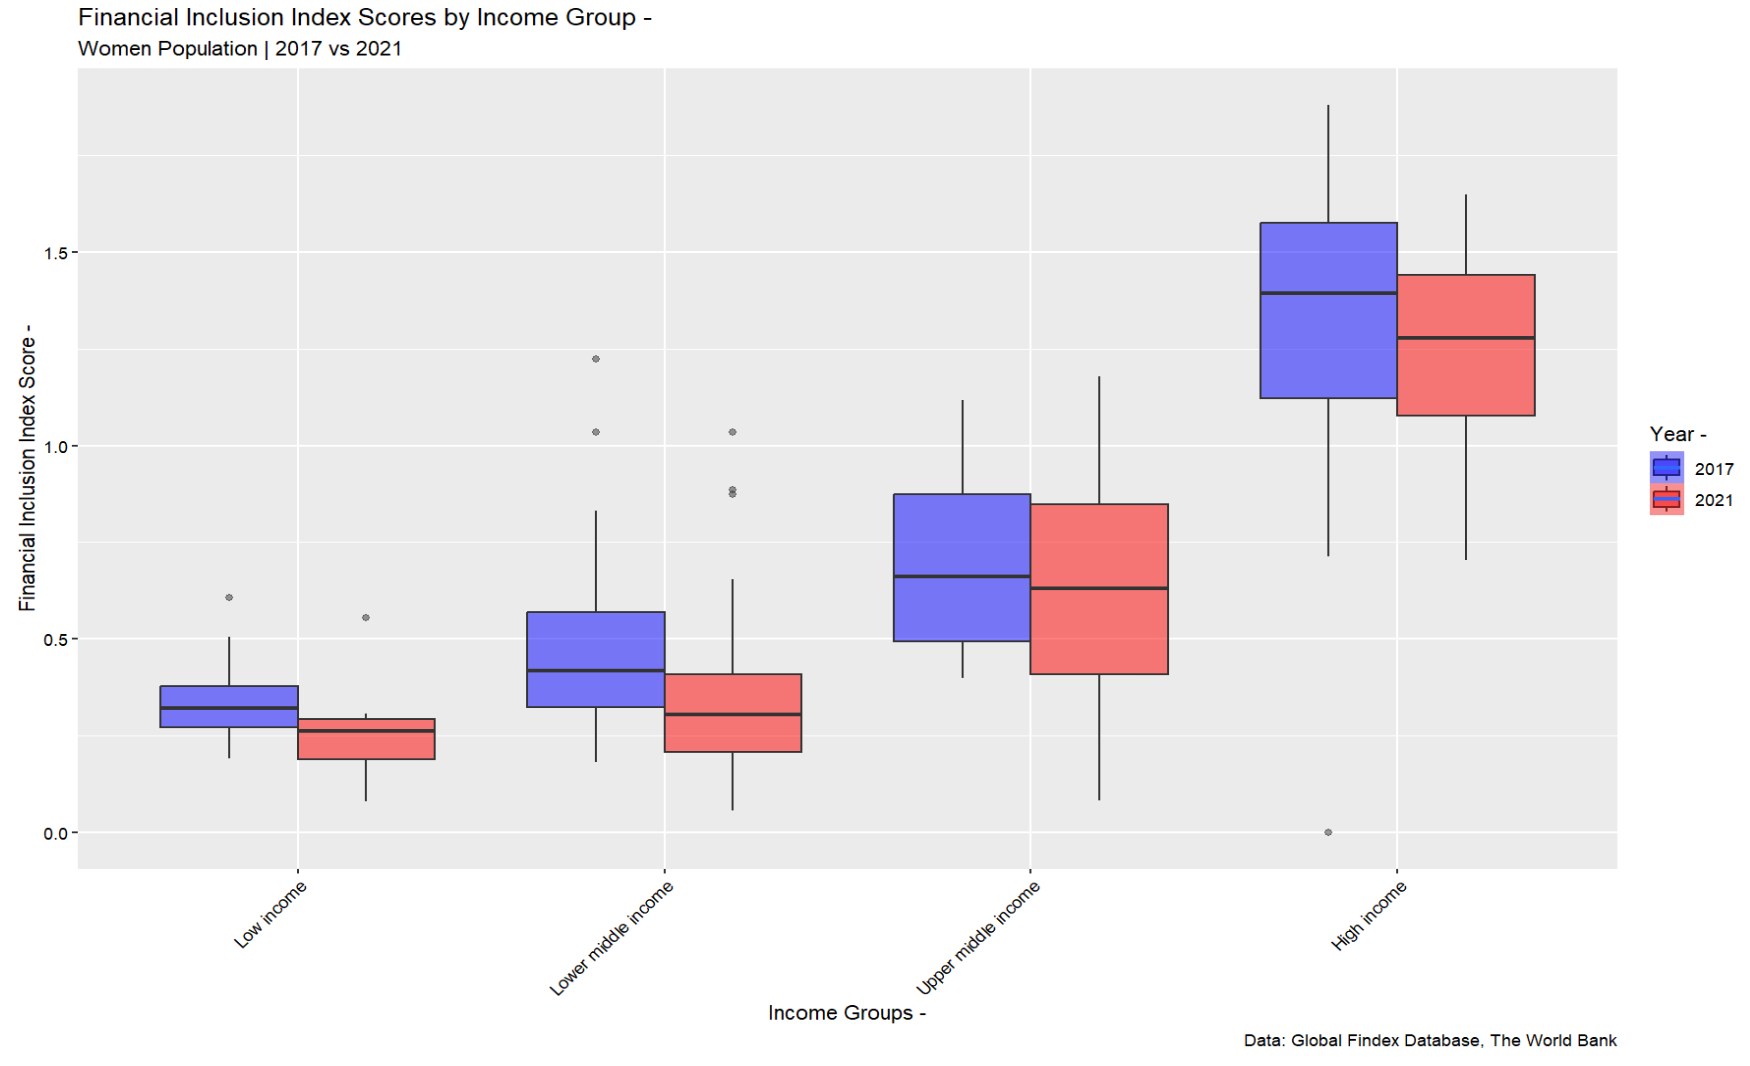 Financial Inclusion Index Scores by Income Group -
Women Population | 2017 vs 2021
Financial Inclusion Index Score -
1.5
1.0
0.5
0.0
Low income
Lower middle income
Upper middle income
High income
Income Groups -
Year -
2017
2021
Data: Global Findex Database, The World Bank